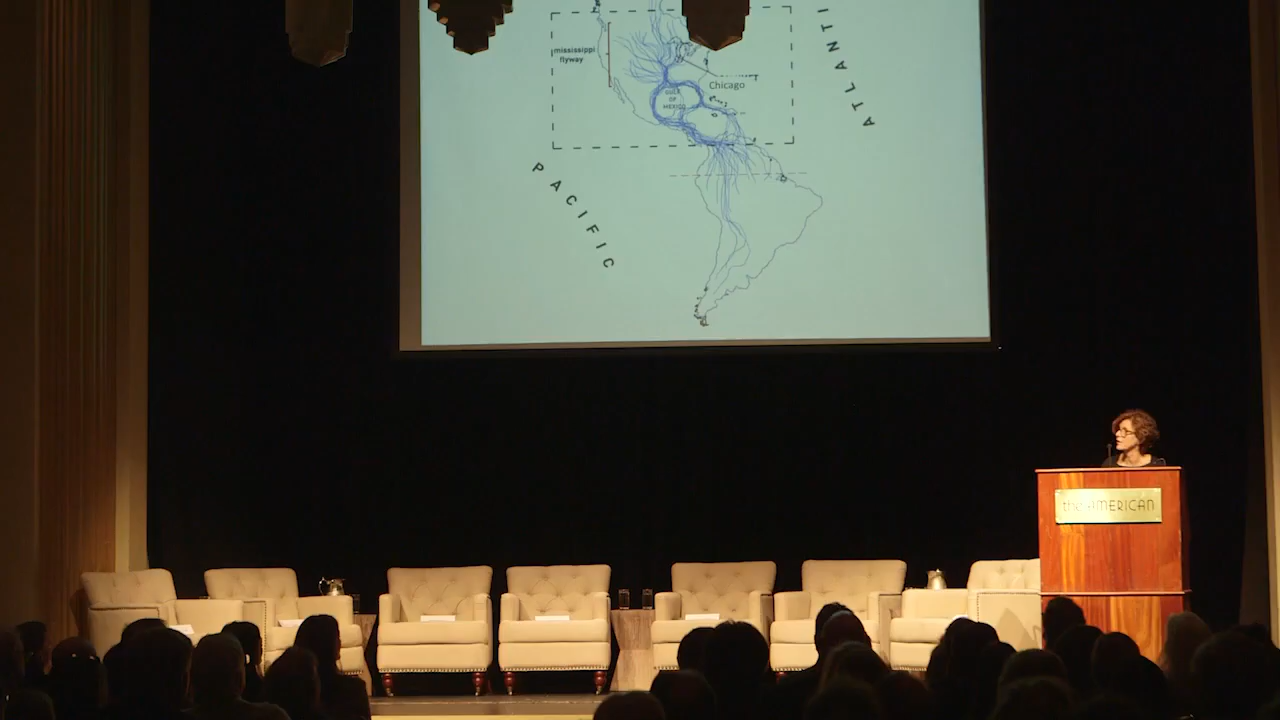 mississippi
flyway
Chicago
GULF
OF
MEXICO
ATLANTI
PACIFIC
the AMERICAN